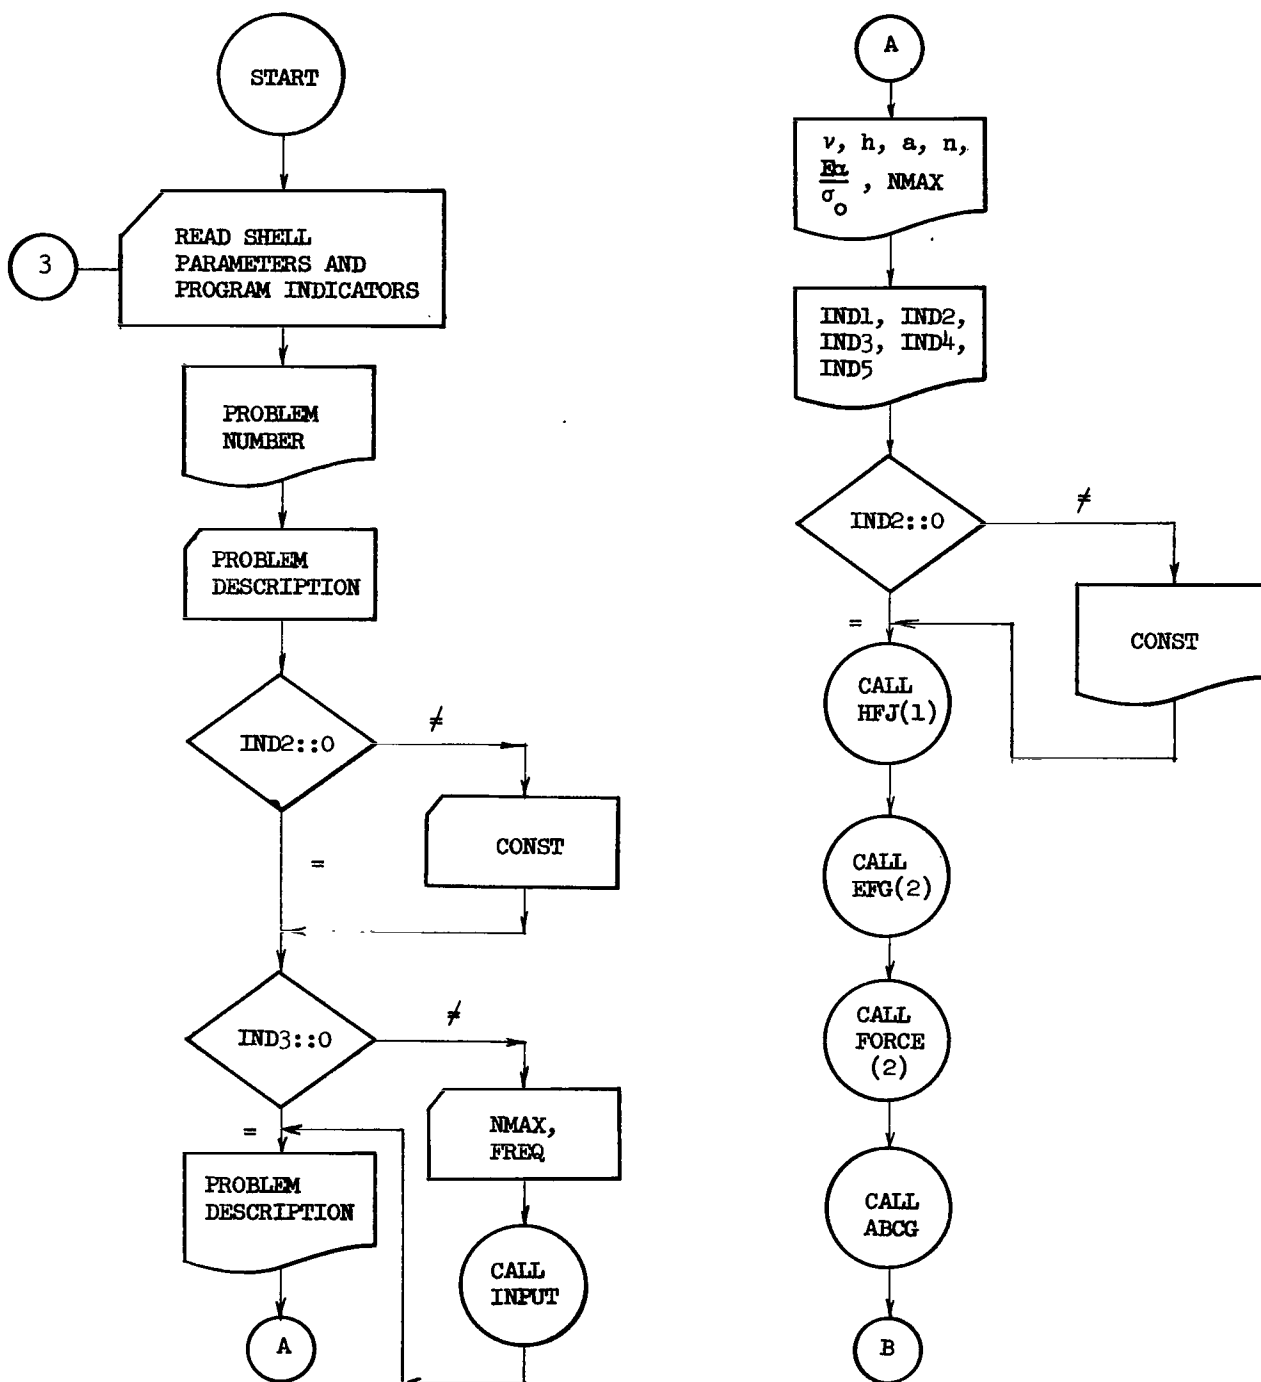 START
3
READ SHELL
PARAMETERS AND
PROGRAM INDICATORS
PROBLEM
NUMBER
PROBLEM
DESCRIPTION
IND2::0
≠
=
CONST
IND3::0
≠
=
NMAX,
FREQ
PROBLEM
DESCRIPTION
CALL
INPUT
A
A
ν, h, a, n,
Eα
σo , NMAX
IND1, IND2,
IND3, IND4,
IND5
IND2::0
≠
=
CONST
CALL
HFJ(1)
CALL
EFG(2)
CALL
FORCE
(2)
CALL
ABCG
B